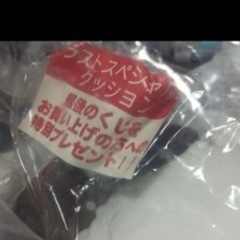 ラストスペシャル
クッション
最後のくじを
お買い上げの方への
特別プレゼント!!